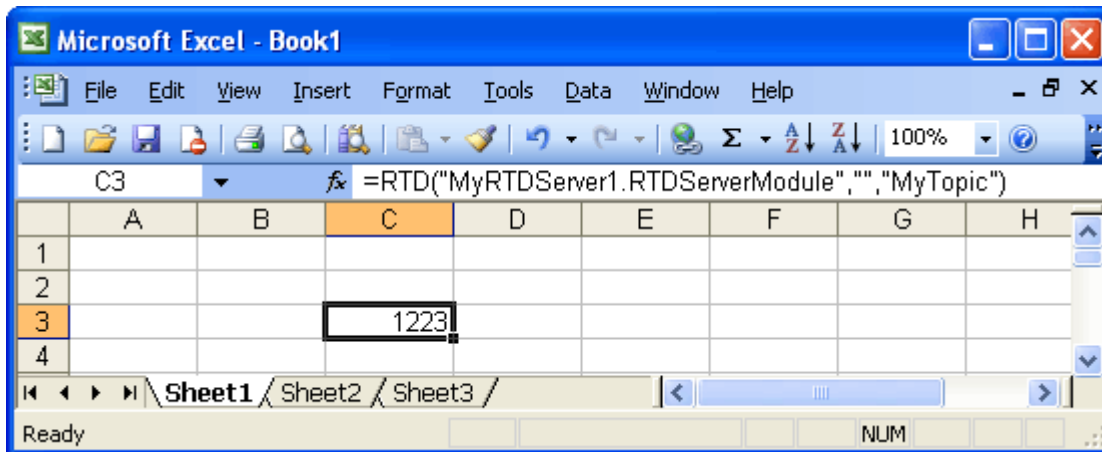 Microsoft Excel - Book1
File Edit View Insert Format Tools Data Window Help
Σ A Z Z A 100% ?
C3 fx =RTD("MyRTDServer1.RTDServerModule","","MyTopic")
A B C D E F G H
1
2
3 1223
4
Sheet1 Sheet2 Sheet3
Ready NUM